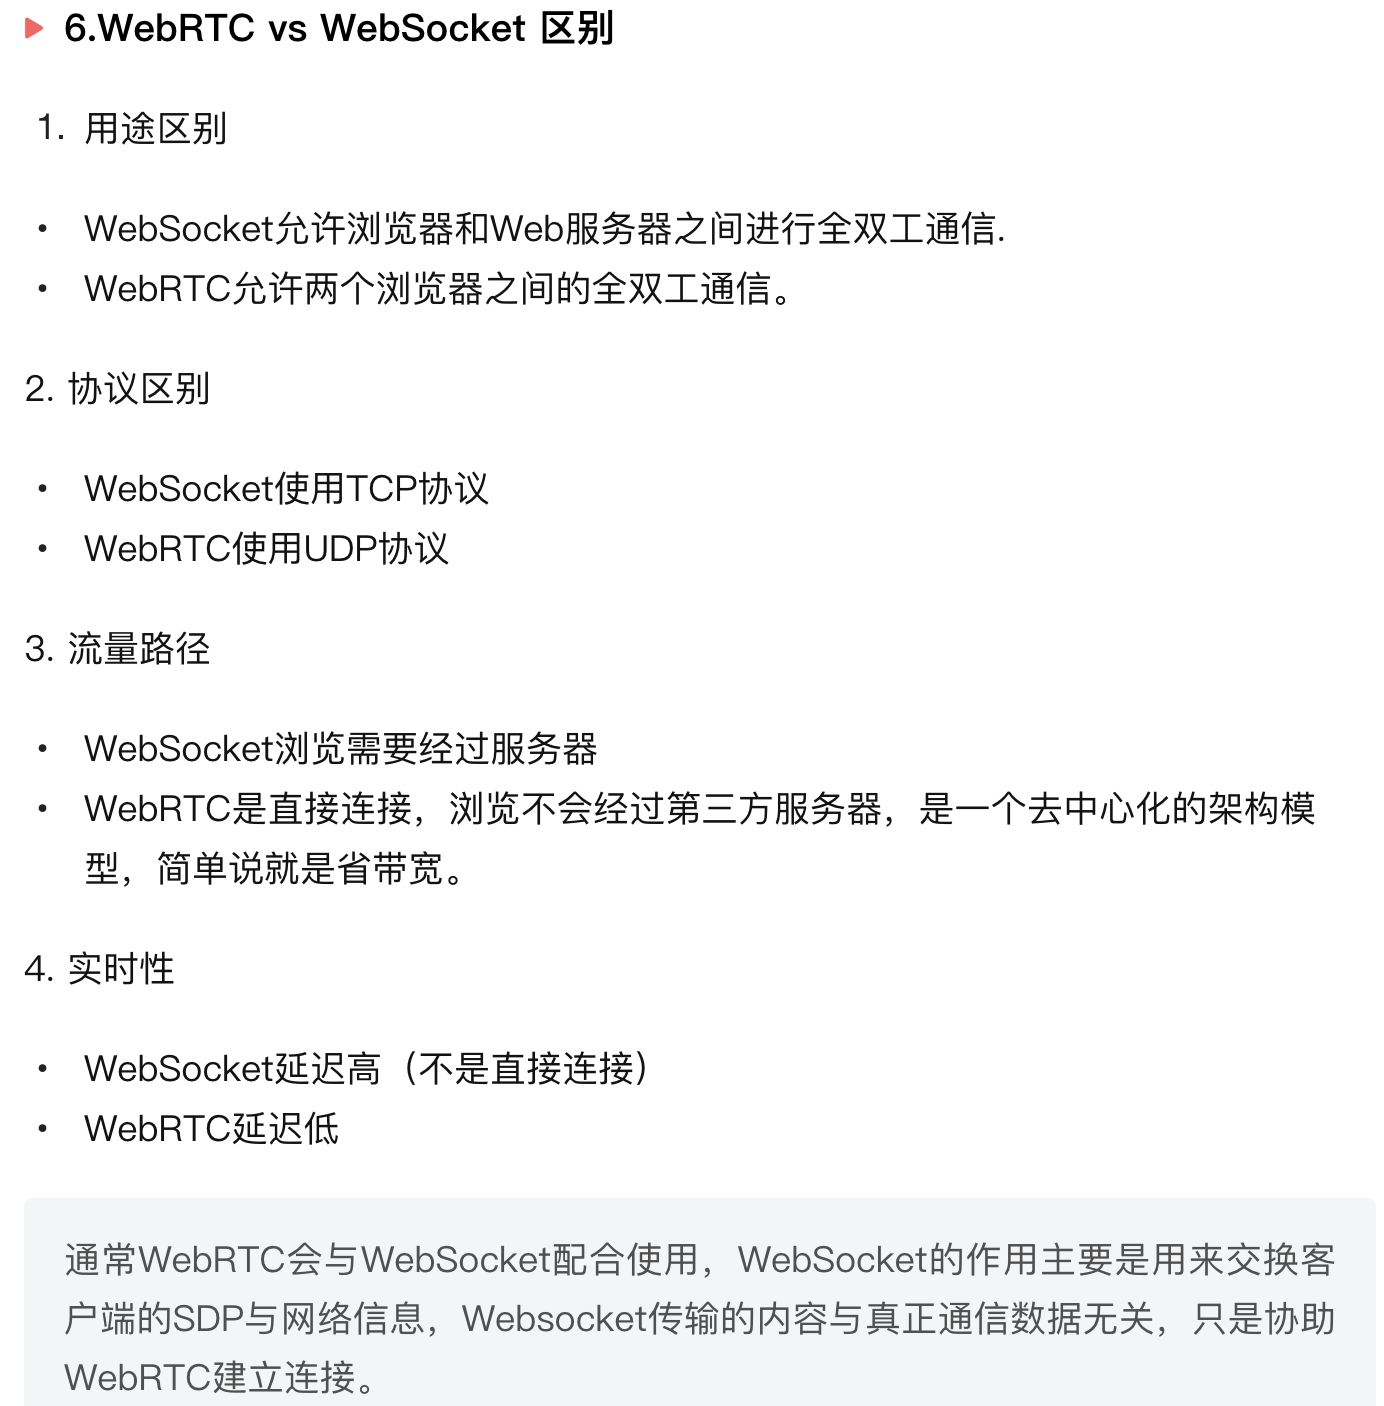 6.WebRTC vs WebSocket 区别
1. 用途区别
• WebSocket允许浏览器和Web服务器之间进行全双工通信.
• WebRTC允许两个浏览器之间的全双工通信。
2. 协议区别
• WebSocket使用TCP协议
• WebRTC使用UDP协议
3. 流量路径
• WebSocket浏览需要经过服务器
• WebRTC是直接连接，浏览不会经过第三方服务器，是一个去中心化的架构模
型，简单说就是省带宽。
4. 实时性
• WebSocket延迟高（不是直接连接）
• WebRTC延迟低
通常WebRTC会与WebSocket配合使用，WebSocket的作用主要是用来交换客
户端的SDP与网络信息，Websocket传输的内容与真正通信数据无关，只是协助
WebRTC建立连接。